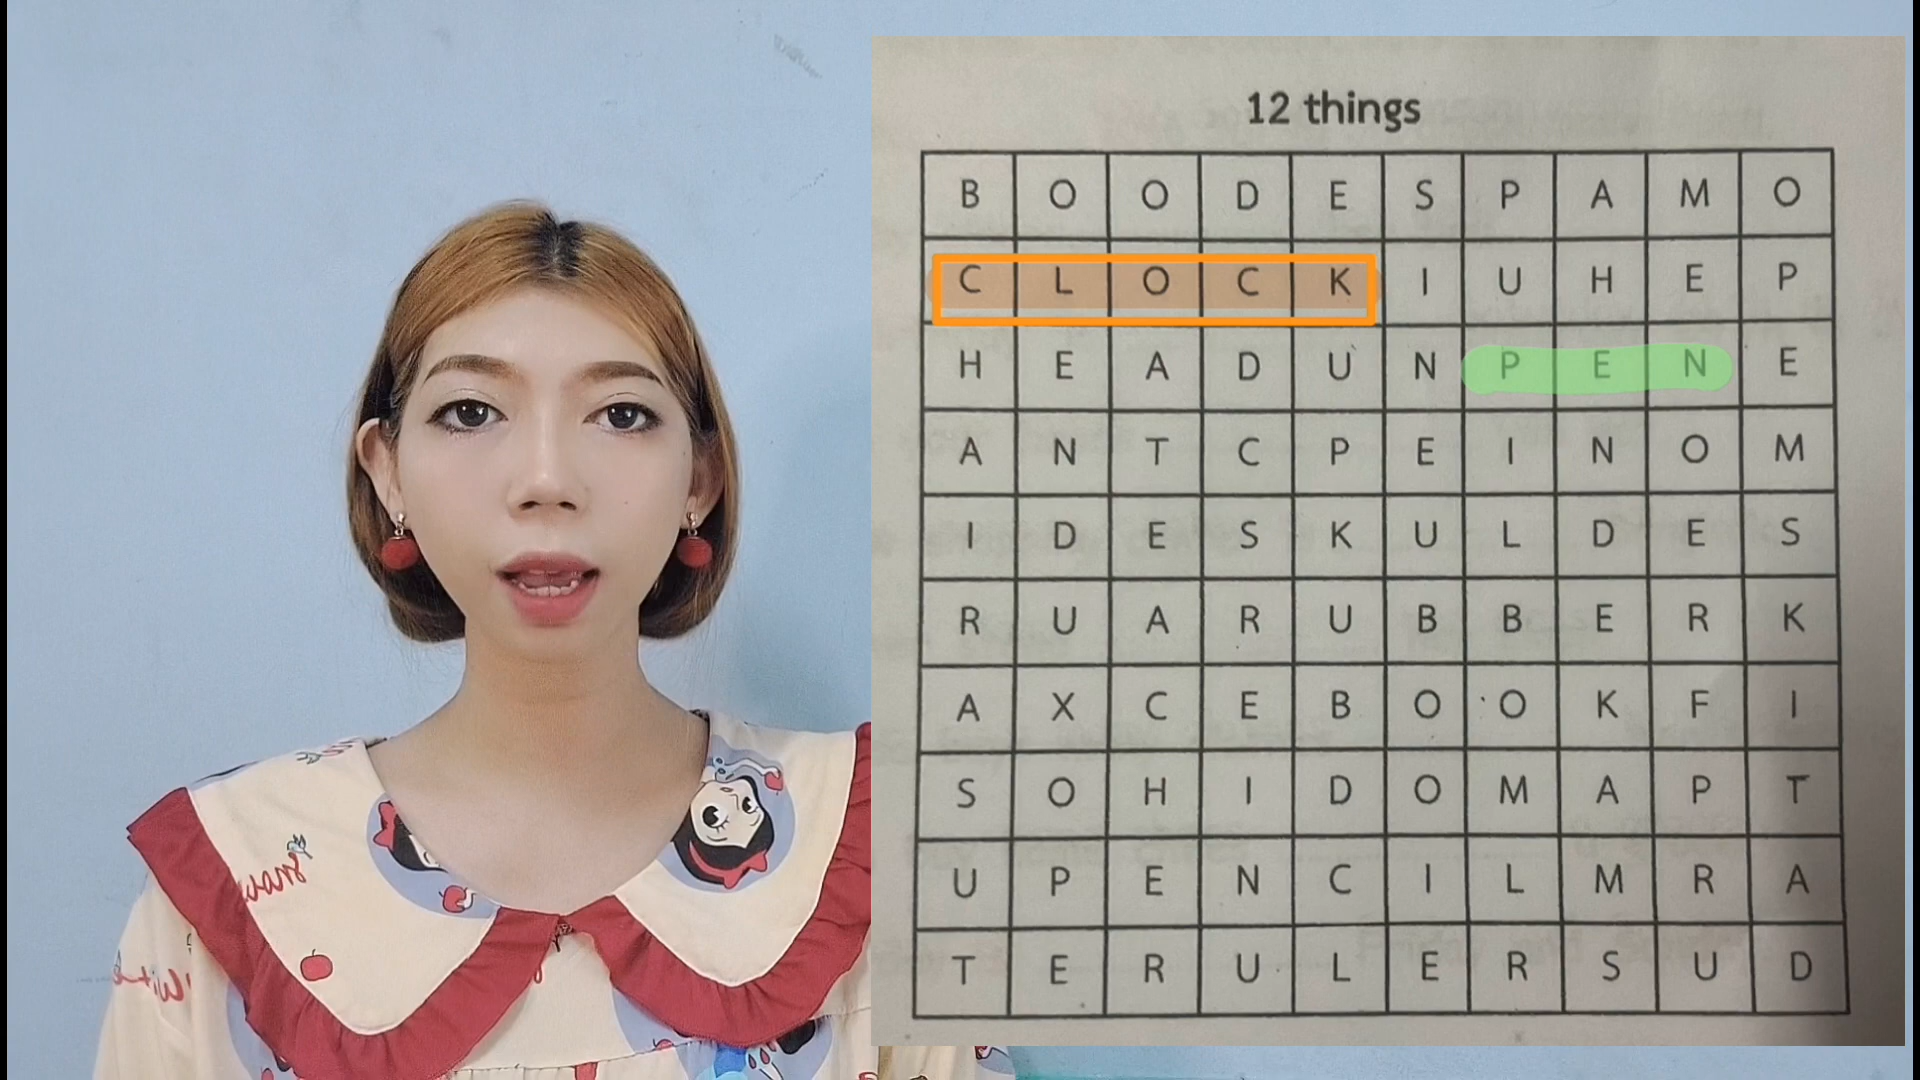 12 things
B O O D E S P A M O
C L O C K I U H E P
H E A D U N P E N E
A N T C P E I N O M
I D E S K U L D E S
R U A R U B B E R K
A X C E B O O K F I
S O H I D O M A P T
U P E N C I L M R A
T E R U L E R S U D